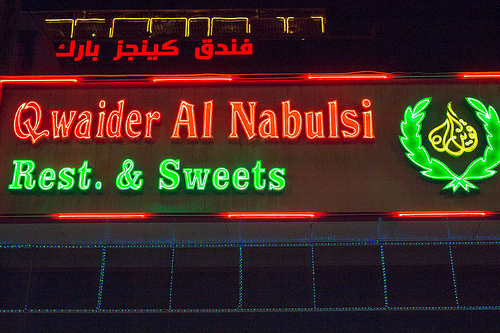 فندق كينجز بارك
Qwaider Al Nabulsi
Rest. & Sweets